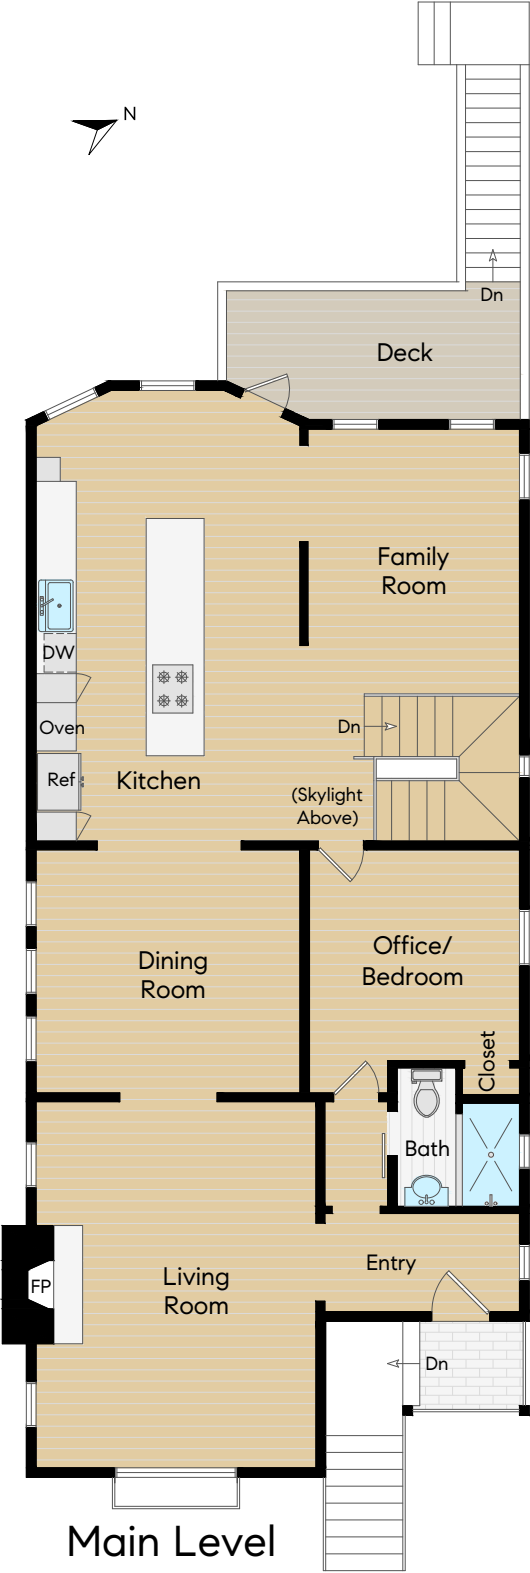 N
Dn
Deck
Family
Room
DW
Dn
Oven
Ref
Kitchen
(Skylight
Above)
Dining
Room
Office/
Bedroom
Closet
Bath
Entry
FP
Living
Room
Dn
Main Level